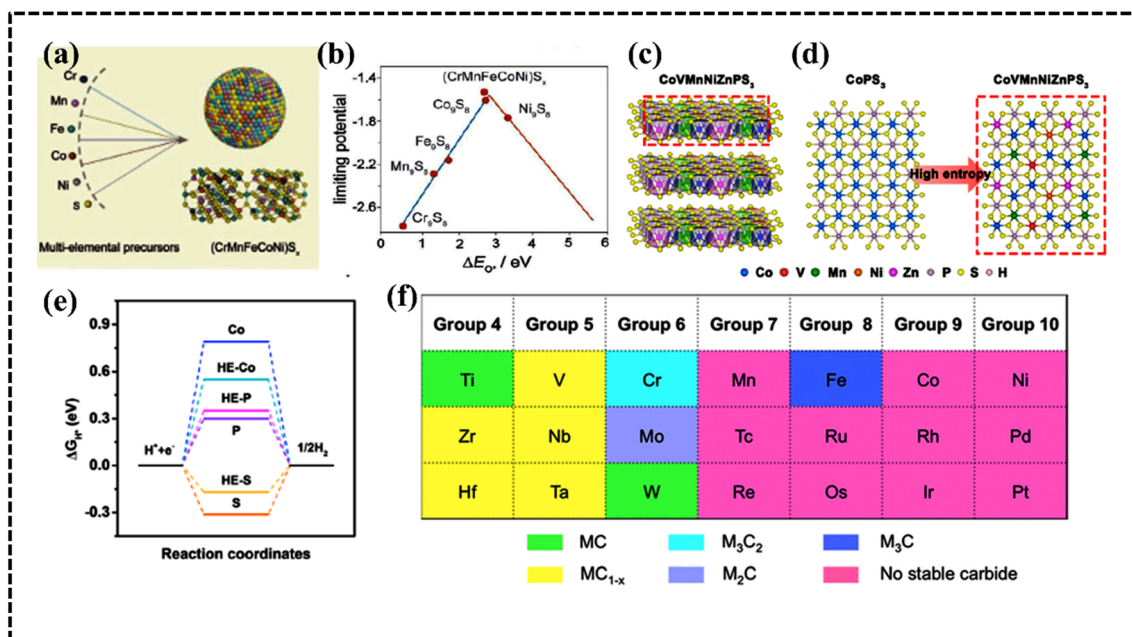 (a)
Cr
Mn
Fe
Co
Ni
S
Multi-elemental precursors
(CrMnFeCoNi)Sₓ
(b)
limiting potential
-1.4
-1.8
-2.2
-2.6
(CrMnFeCoNi)Sₓ
Co₉S₈
Ni₉S₈
Fe₉S₈
Mn₉S₈
Cr₉S₈
0 1 2 3 4 5 6
ΔE_O* / eV
(c)
CoVMnNiZnPS₃
(d)
CoPS₃
CoVMnNiZnPS₃
High entropy
Co V Mn Ni Zn P S H
(e)
ΔG_H* (eV)
0.9
0.6
0.3
0.0
-0.3
Co
HE-Co
HE-P
P
H⁺+e⁻
1/2H₂
HE-S
S
Reaction coordinates
(f)
Group 4 Group 5 Group 6 Group 7 Group 8 Group 9 Group 10
Ti V Cr Mn Fe Co Ni
Zr Nb Mo Tc Ru Rh Pd
Hf Ta W Re Os Ir Pt
MC M₃C₂ M₃C
MC₁₋ₓ M₂C No stable carbide